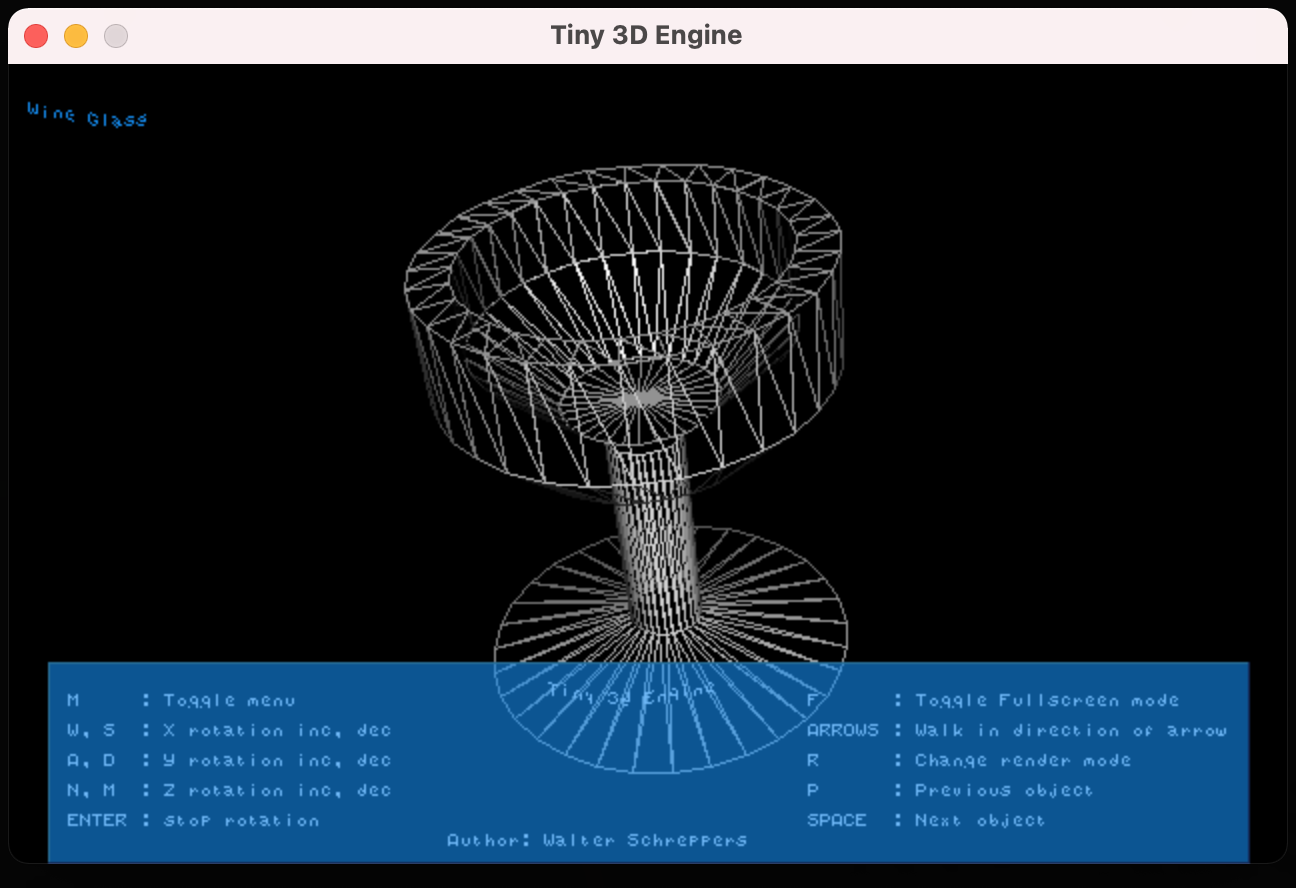 Tiny 3D Engine
Wine Glass
Tiny 3d Engine
M : Toggle menu
W, S : X rotation inc, dec
A, D : Y rotation inc, dec
N, M : Z rotation inc, dec
ENTER : stop rotation
F : Toggle Fullscreen mode
ARROWS : Walk in direction of arrow
R : Change render mode
P : Previous object
SPACE : Next object
Author: Walter Schreppers